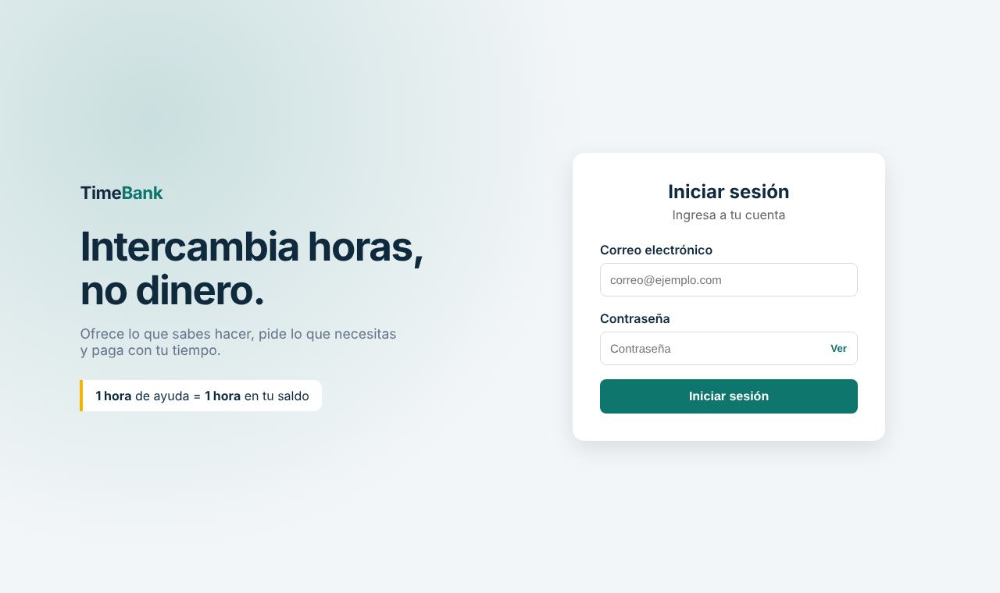 TimeBank
Intercambia horas,
no dinero.
Ofrece lo que sabes hacer, pide lo que necesitas
y paga con tu tiempo.
1 hora de ayuda = 1 hora en tu saldo
Iniciar sesión
Ingresa a tu cuenta
Correo electrónico
correo@ejemplo.com
Contraseña
Contraseña Ver
Iniciar sesión